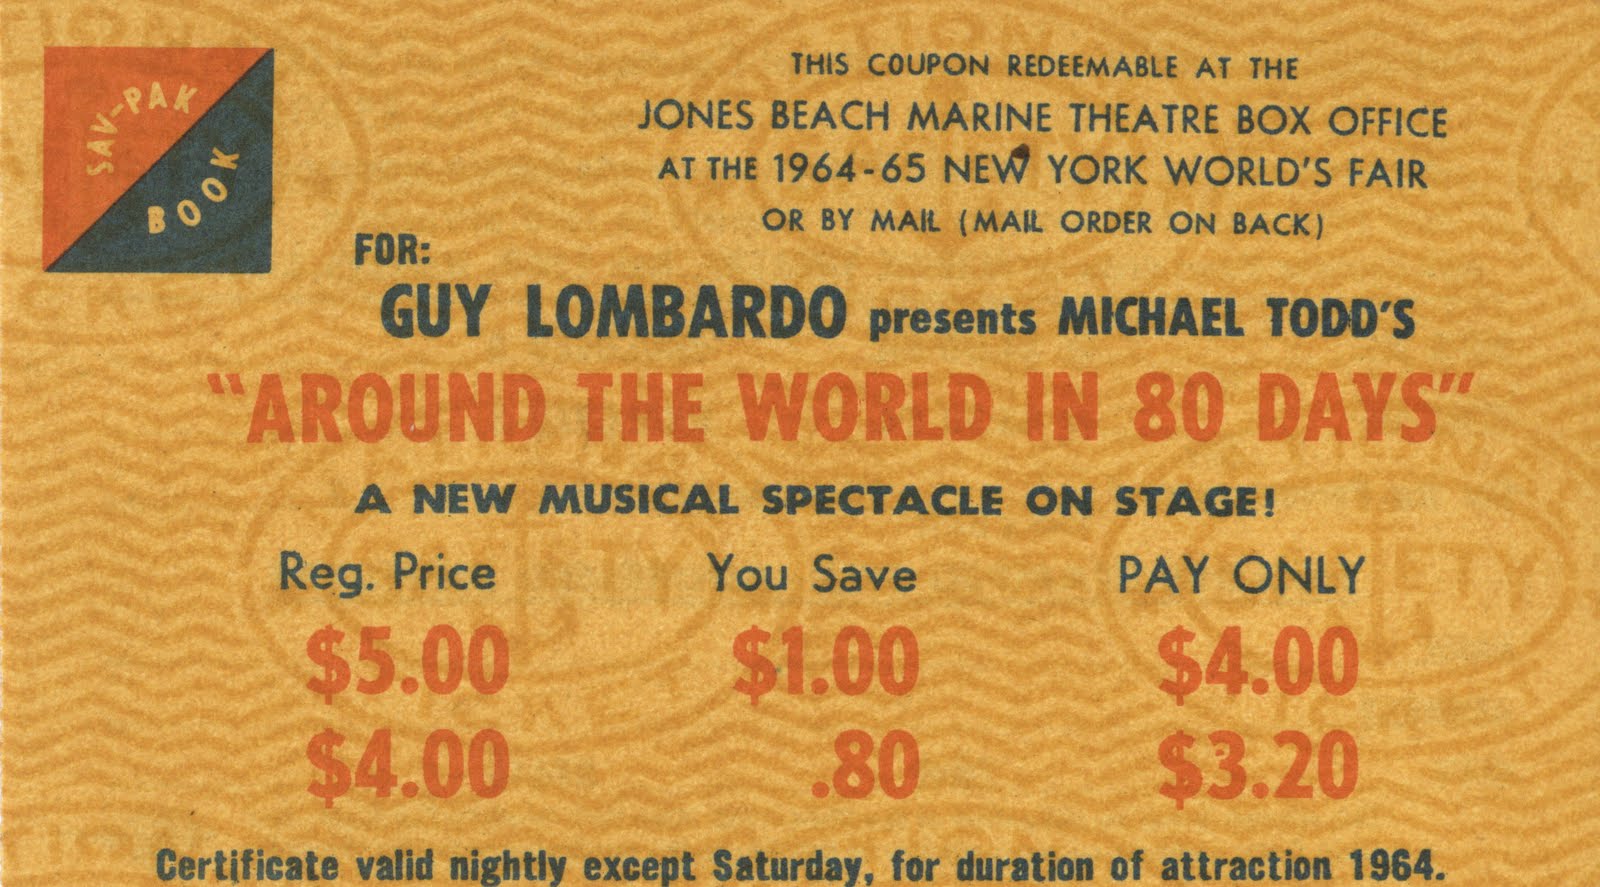 SAV-PAK
BOOK
THIS COUPON REDEEMABLE AT THE
JONES BEACH MARINE THEATRE BOX OFFICE
AT THE 1964-65 NEW YORK WORLD'S FAIR
OR BY MAIL (MAIL ORDER ON BACK)
FOR:
GUY LOMBARDO presents MICHAEL TODD'S
"AROUND THE WORLD IN 80 DAYS"
A NEW MUSICAL SPECTACLE ON STAGE!
Reg. Price You Save PAY ONLY
$5.00 $1.00 $4.00
$4.00 .80 $3.20
Certificate valid nightly except Saturday, for duration of attraction 1964.